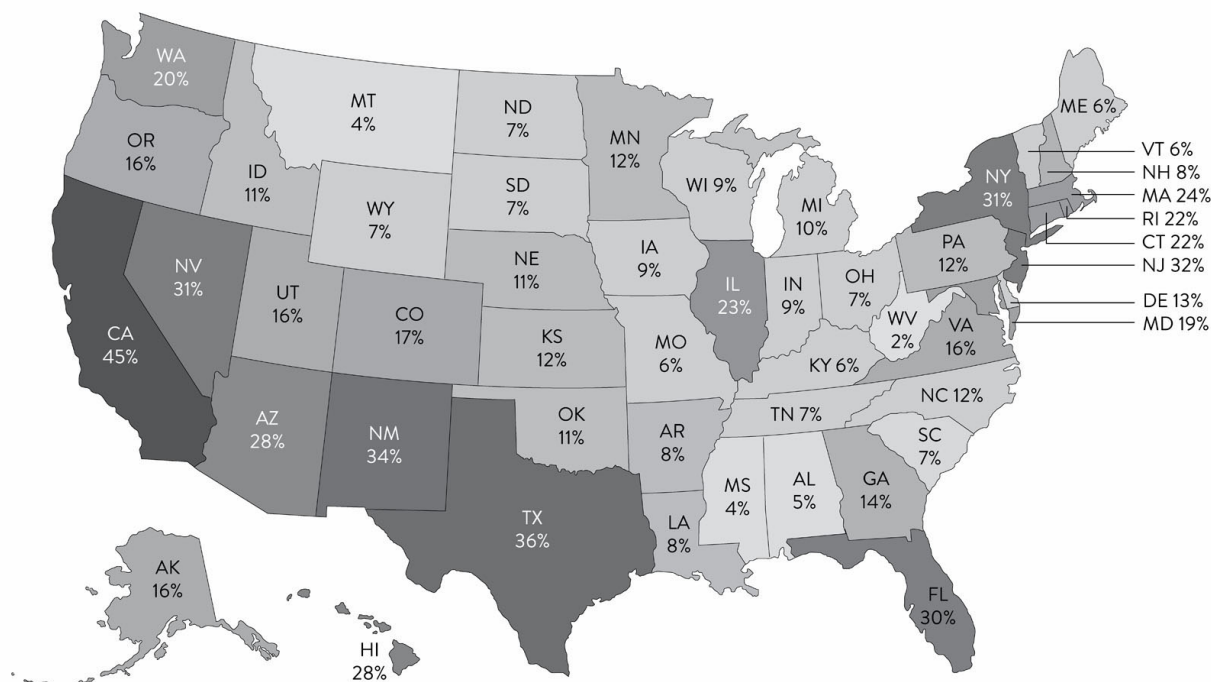 WA
20%
MT
4%
ND
7%
MN
12%
ME 6%
OR
16%
ID
11%
SD
7%
WI 9%
MI
10%
NY
31%
VT 6%
NH 8%
MA 24%
RI 22%
CT 22%
NJ 32%
DE 13%
MD 19%
WY
7%
IA
9%
PA
12%
NV
31%
UT
16%
NE
11%
IL
23%
IN
9%
OH
7%
CO
17%
WV
2%
VA
16%
CA
45%
KS
12%
MO
6%
KY 6%
NC 12%
AZ
28%
NM
34%
OK
11%
AR
8%
TN 7%
SC
7%
MS
4%
AL
5%
GA
14%
TX
36%
LA
8%
AK
16%
FL
30%
HI
28%